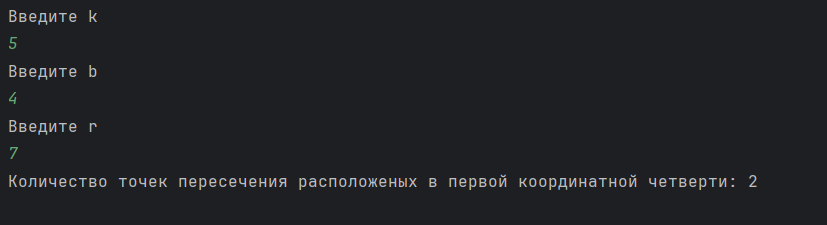 Введите k
5
Введите b
4
Введите r
7
Количество точек пересечения расположеных в первой координатной четверти: 2